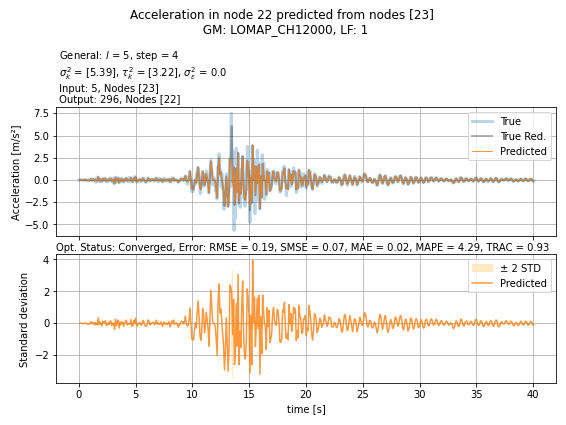 Acceleration in node 22 predicted from nodes [23]
GM: LOMAP_CH12000, LF: 1
General: l = 5, step = 4
σ²ₖ = [5.39], τ²ₖ = [3.22], σ²ε = 0.0
Input: 5, Nodes [23]
Output: 296, Nodes [22]
Acceleration [m/s²]
7.5
5.0
2.5
0.0
−2.5
−5.0
True
True Red.
Predicted
Opt. Status: Converged, Error: RMSE = 0.19, SMSE = 0.07, MAE = 0.02, MAPE = 4.29, TRAC = 0.93
Standard deviation
4
2
0
−2
± 2 STD
Predicted
0 5 10 15 20 25 30 35 40
time [s]